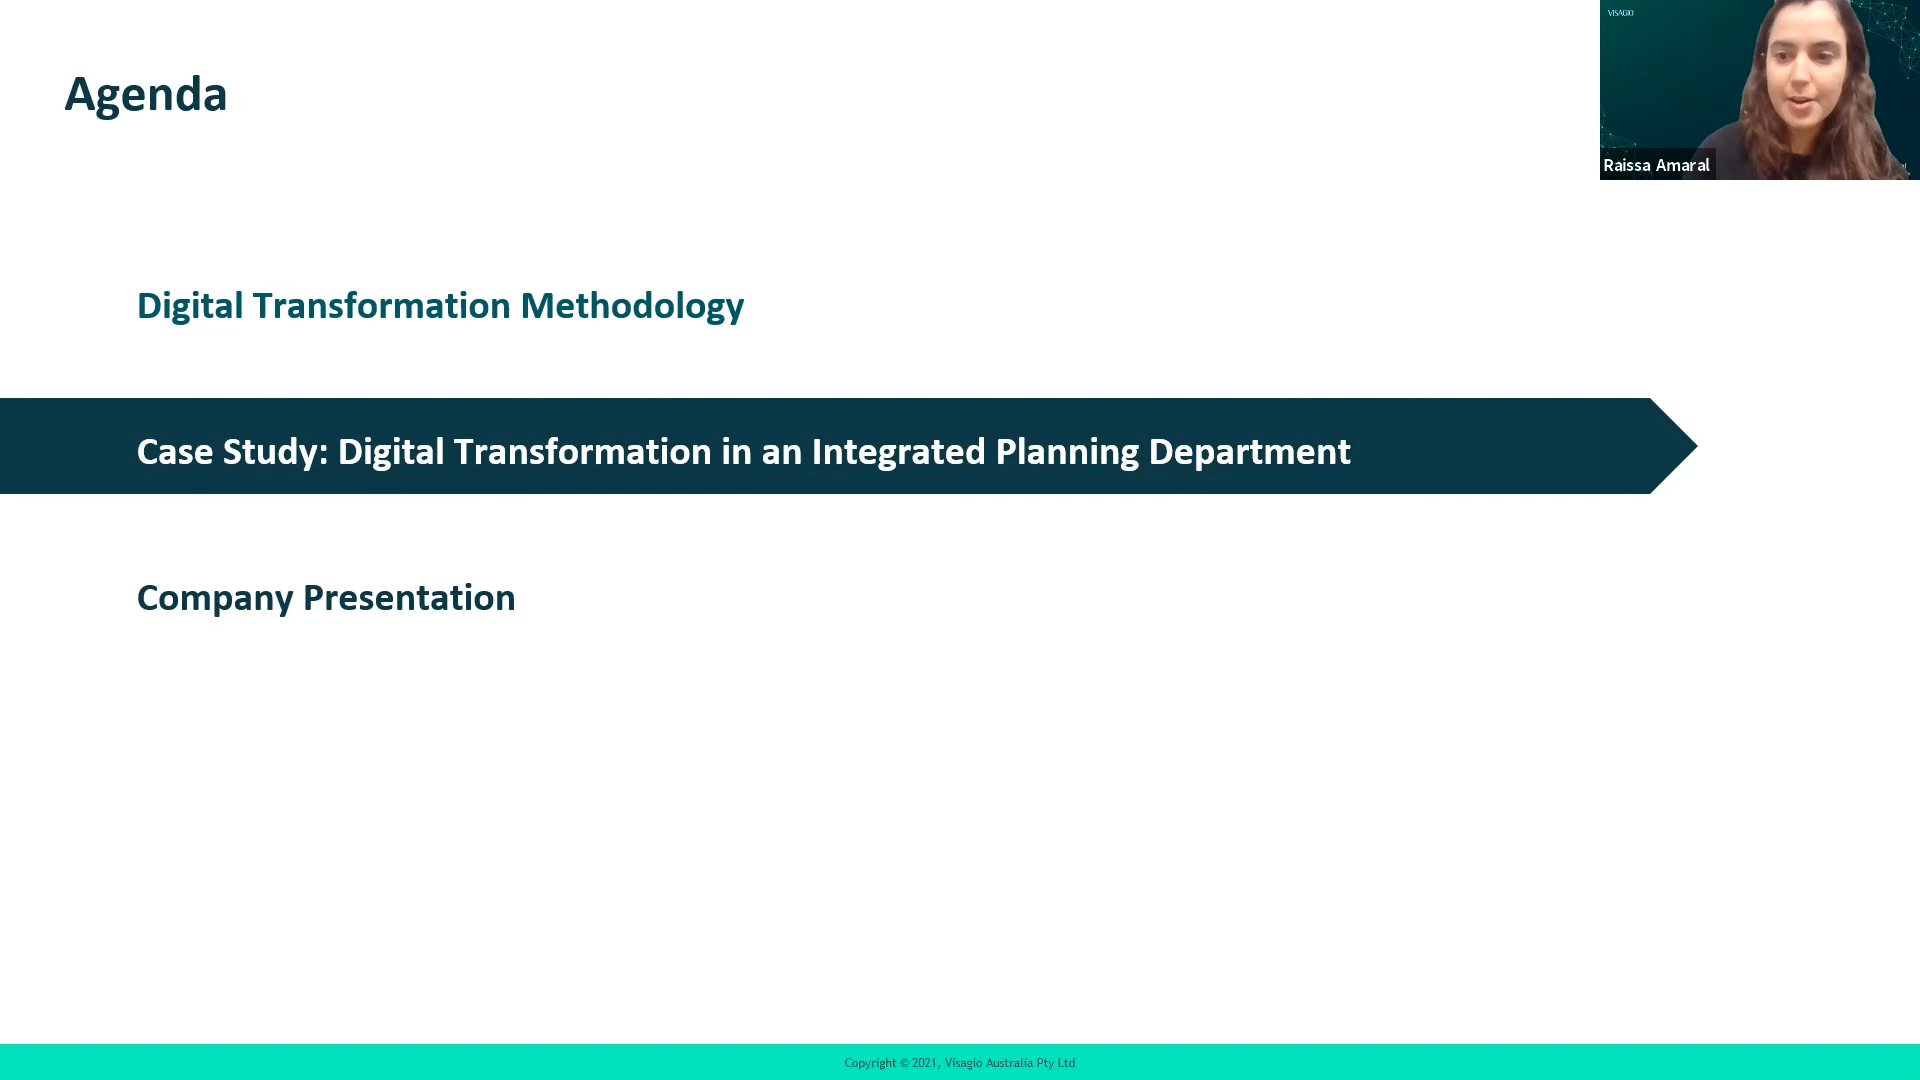 Agenda
VISAGIO
Raissa Amaral
Digital Transformation Methodology
Case Study: Digital Transformation in an Integrated Planning Department
Company Presentation
Copyright © 2021, Visagio Australia Pty Ltd